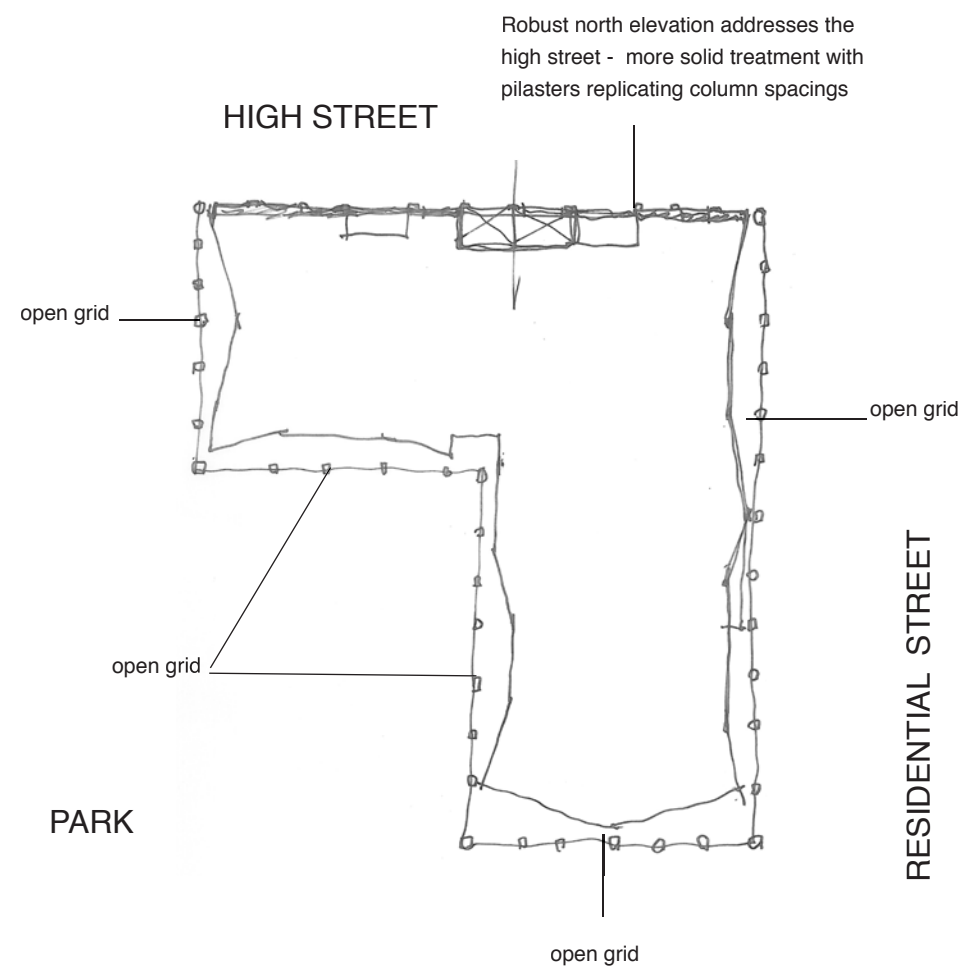 Robust north elevation addresses the
high street - more solid treatment with
pilasters replicating column spacings
HIGH STREET
open grid
open grid
open grid
PARK
RESIDENTIAL STREET
open grid